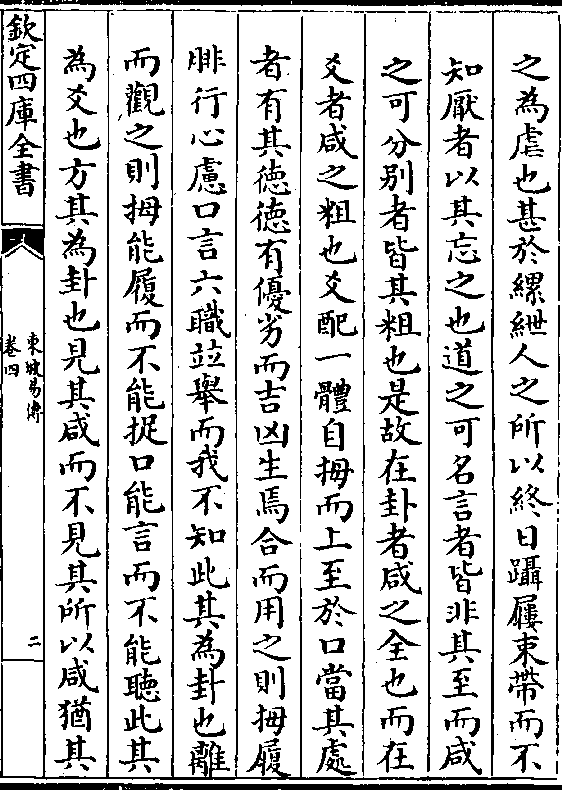 之為虐也甚於縲紲人之所以終日躡屨束帶而不
知厭者以其忘之也道之可名言者皆非其至而咸
之可分别者皆其粗也是故在卦者咸之全也而在
爻者咸之粗也爻配一體自拇而上至於口當其處
者有其徳徳有優劣而吉凶生焉合而用之則拇履
腓行心慮口言六職並舉而我不知此其為卦也離
而觀之則拇能履而不能捉口能言而不能聽此其
為爻也方其為卦也見其咸而不見其所以咸猶其
欽定四庫全書
東坡易傳
卷四
二